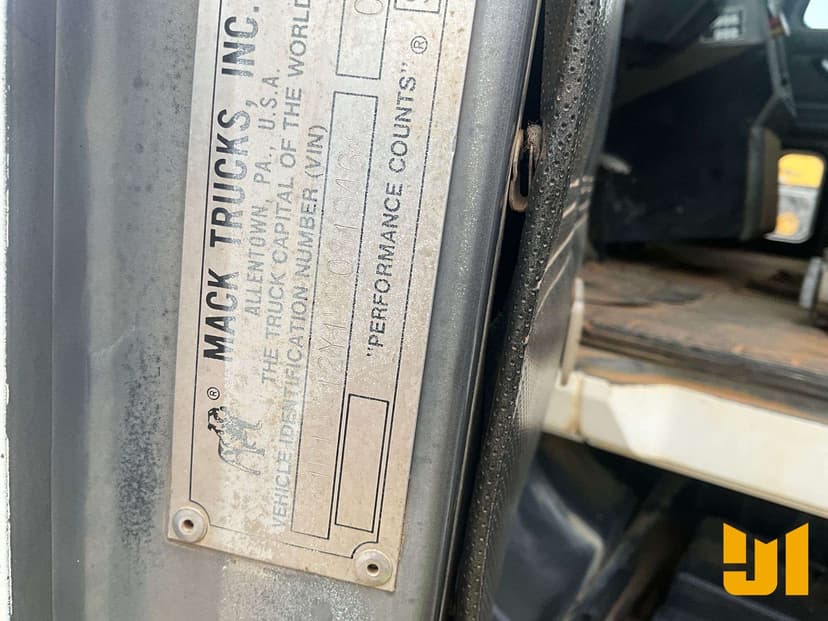 ® MACK TRUCKS, INC.
ALLENTOWN, PA., U.S.A.
THE TRUCK CAPITAL OF THE WORLD
VEHICLE IDENTIFICATION NUMBER (VIN)
"PERFORMANCE COUNTS" ®